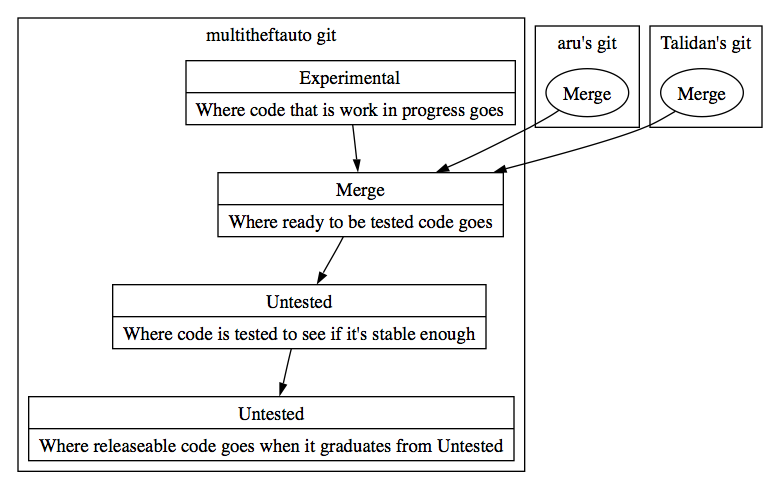 multitheftauto git
aru's git
Talidan's git
Experimental
Where code that is work in progress goes
Merge
Merge
Merge
Where ready to be tested code goes
Untested
Where code is tested to see if it's stable enough
Untested
Where releaseable code goes when it graduates from Untested